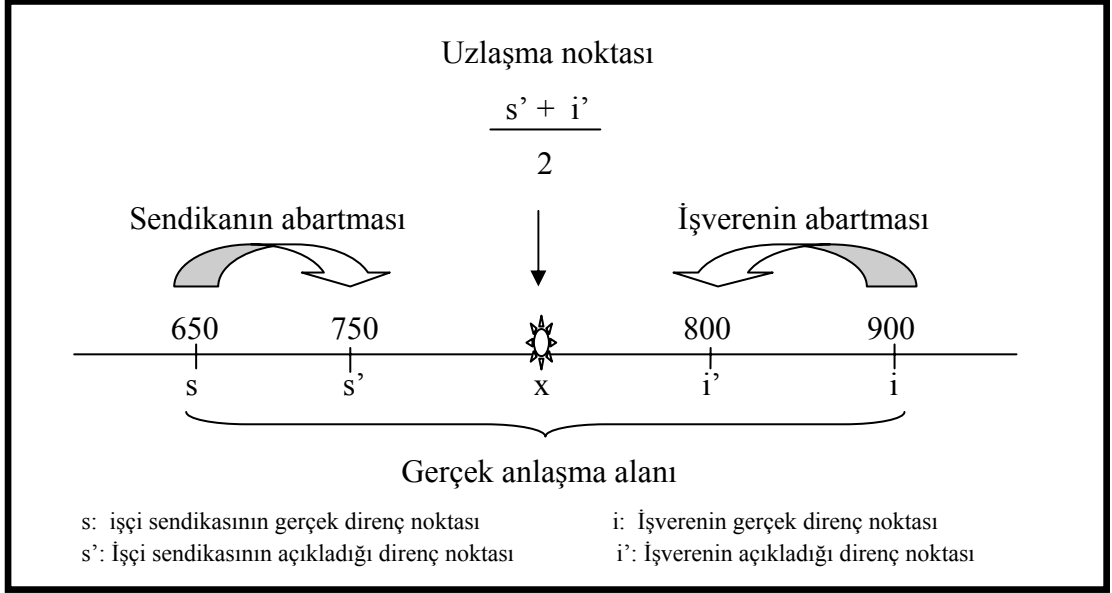 Uzlaşma noktası
s’ + i’
2
Sendikanın abartması İşverenin abartması
650 750 800 900
s s’ x i’ i
Gerçek anlaşma alanı
s: işçi sendikasının gerçek direnç noktası i: İşverenin gerçek direnç noktası
s’: İşçi sendikasının açıkladığı direnç noktası i’: İşverenin açıkladığı direnç noktası